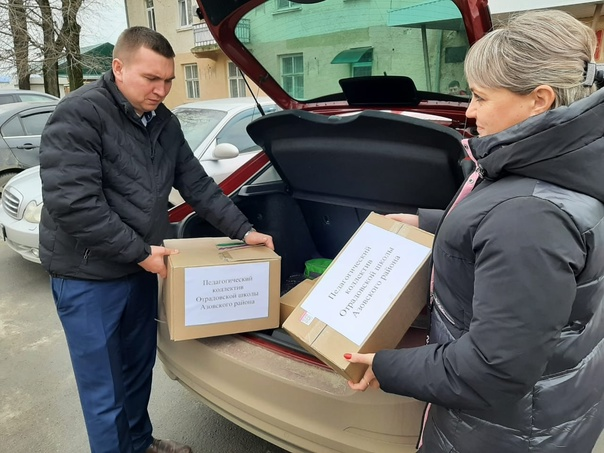 Педагогический
коллектив
Отрадовской школы
Азовского района
Педагогический
коллектив
Отрадовской школы
Азовского района